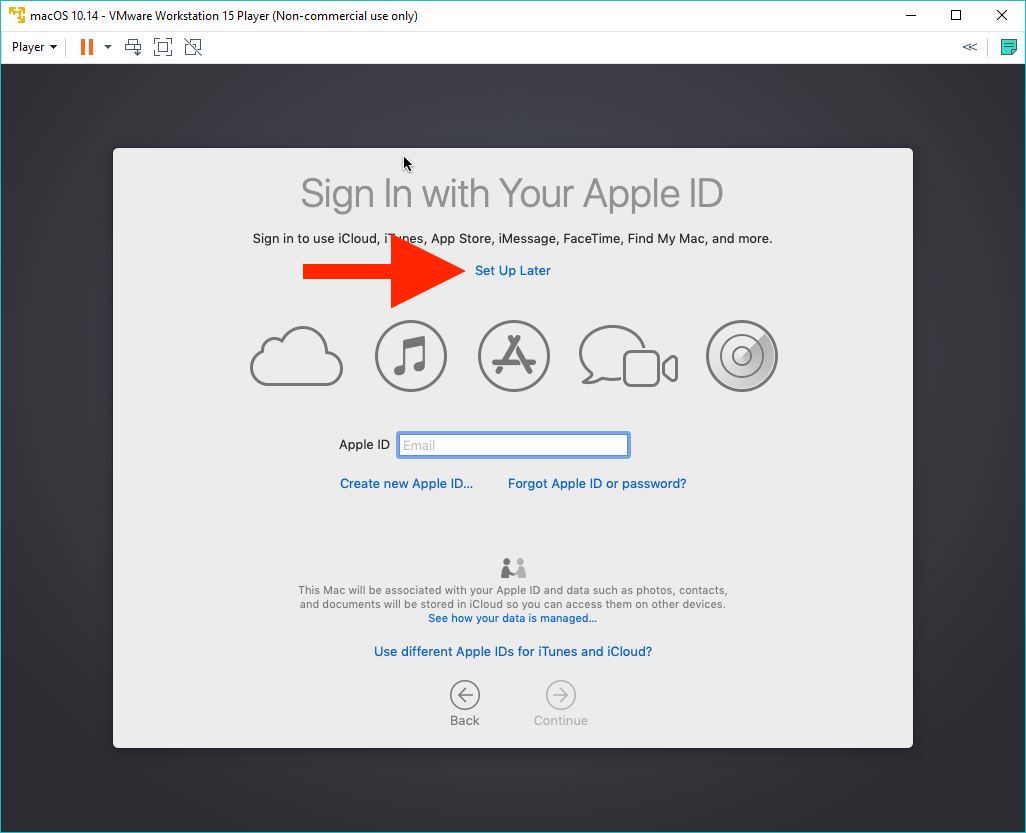 macOS 10.14 - VMware Workstation 15 Player (Non-commercial use only)
Player
Sign In with Your Apple ID
Sign in to use iCloud, iTunes, App Store, iMessage, FaceTime, Find My Mac, and more.
Set Up Later
Apple ID Email
Create new Apple ID... Forgot Apple ID or password?
This Mac will be associated with your Apple ID and data such as photos, contacts,
and documents will be stored in iCloud so you can access them on other devices.
See how your data is managed...
Use different Apple IDs for iTunes and iCloud?
Back Continue